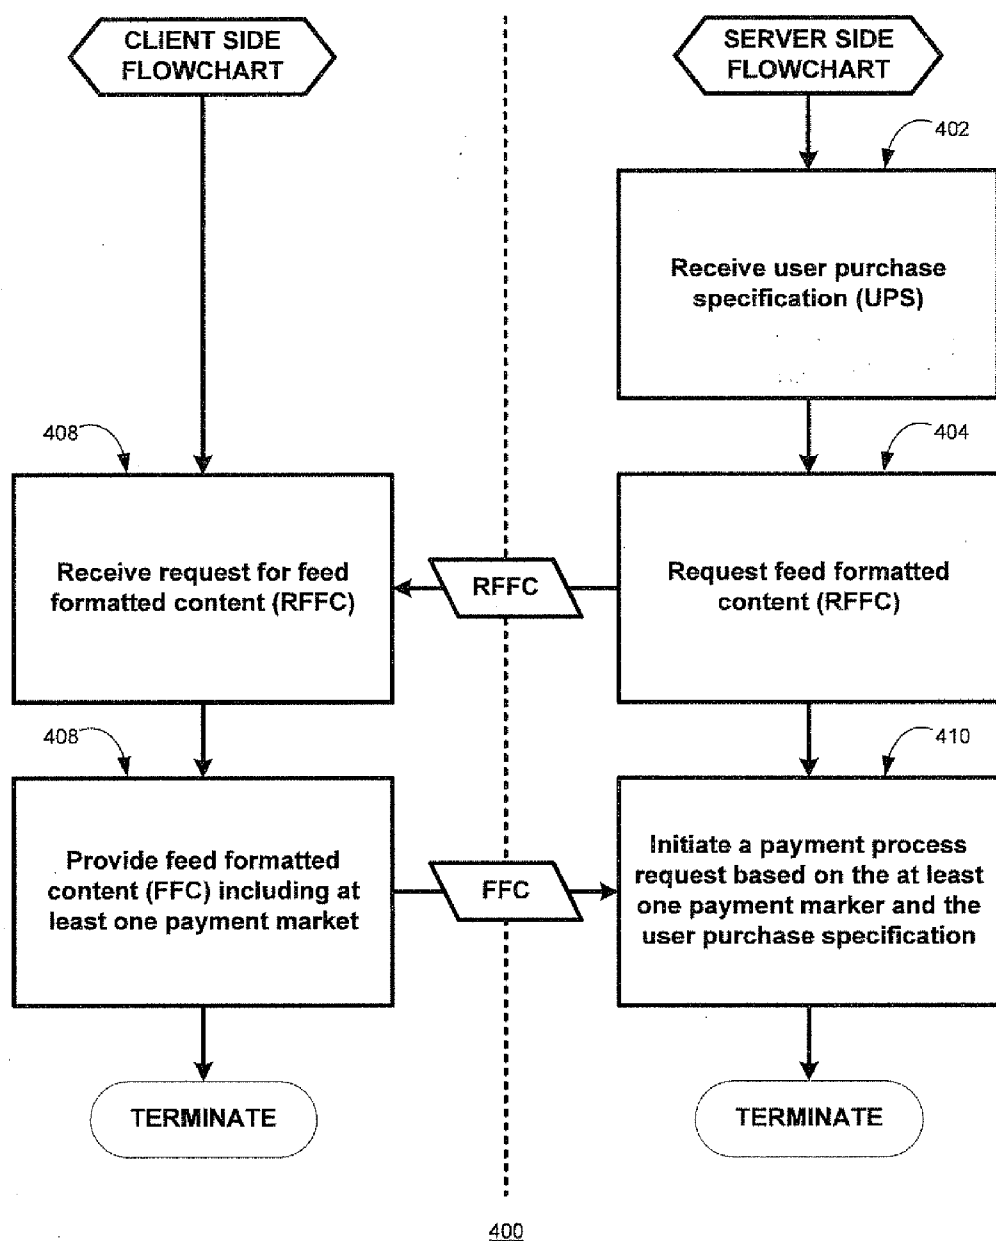 CLIENT SIDE
FLOWCHART
SERVER SIDE
FLOWCHART
402
Receive user purchase
specification (UPS)
408
404
Receive request for feed
formatted content (RFFC)
RFFC
Request feed formatted
content (RFFC)
408
410
Provide feed formatted
content (FFC) including at
least one payment market
FFC
Initiate a payment process
request based on the at least
one payment marker and the
user purchase specification
TERMINATE
TERMINATE
400